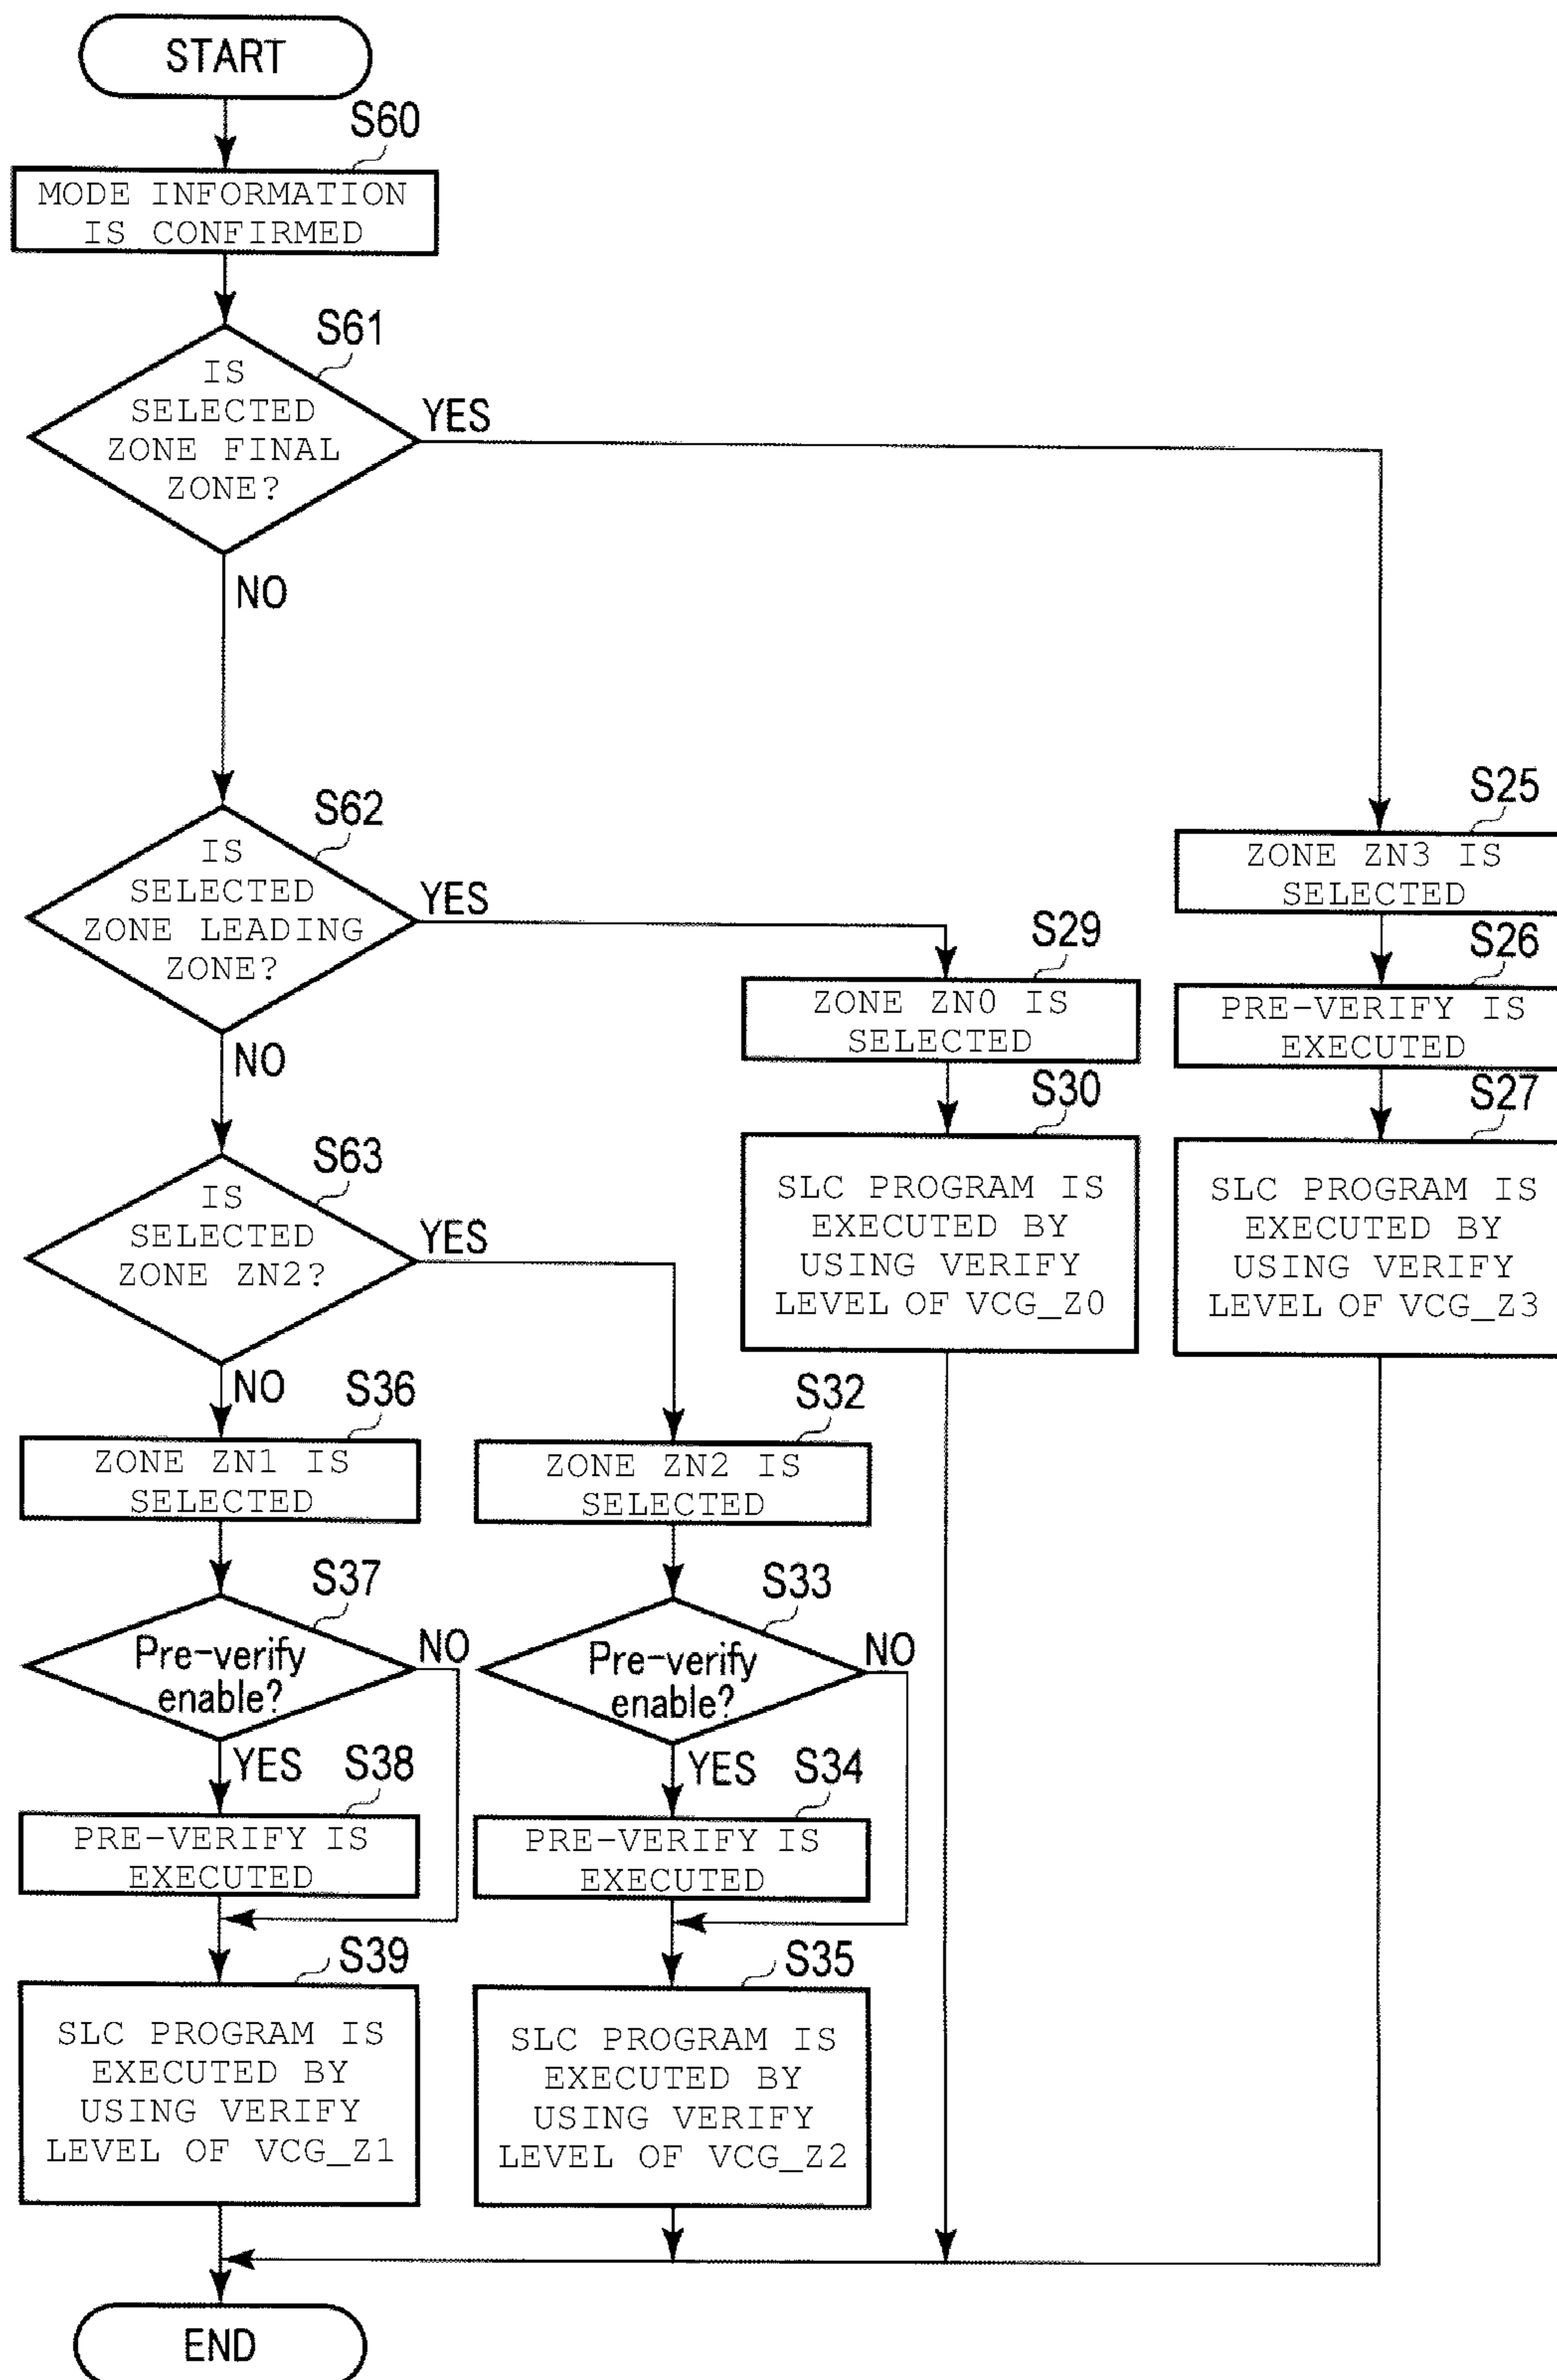 START
S60
MODE INFORMATION
IS CONFIRMED
S61
IS
SELECTED
ZONE FINAL
ZONE?
YES
NO
S62
IS
SELECTED
ZONE LEADING
ZONE?
YES
NO
S25
ZONE ZN3 IS
SELECTED
S26
PRE-VERIFY IS
EXECUTED
S27
SLC PROGRAM IS
EXECUTED BY
USING VERIFY
LEVEL OF VCG_Z3
S29
ZONE ZN0 IS
SELECTED
S30
SLC PROGRAM IS
EXECUTED BY
USING VERIFY
LEVEL OF VCG_Z0
S63
IS
SELECTED
ZONE ZN2?
YES
NO
S36
ZONE ZN1 IS
SELECTED
S37
Pre-verify
enable?
NO
YES
S38
PRE-VERIFY IS
EXECUTED
S39
SLC PROGRAM IS
EXECUTED BY
USING VERIFY
LEVEL OF VCG_Z1
S32
ZONE ZN2 IS
SELECTED
S33
Pre-verify
enable?
NO
YES
S34
PRE-VERIFY IS
EXECUTED
S35
SLC PROGRAM IS
EXECUTED BY
USING VERIFY
LEVEL OF VCG_Z2
END